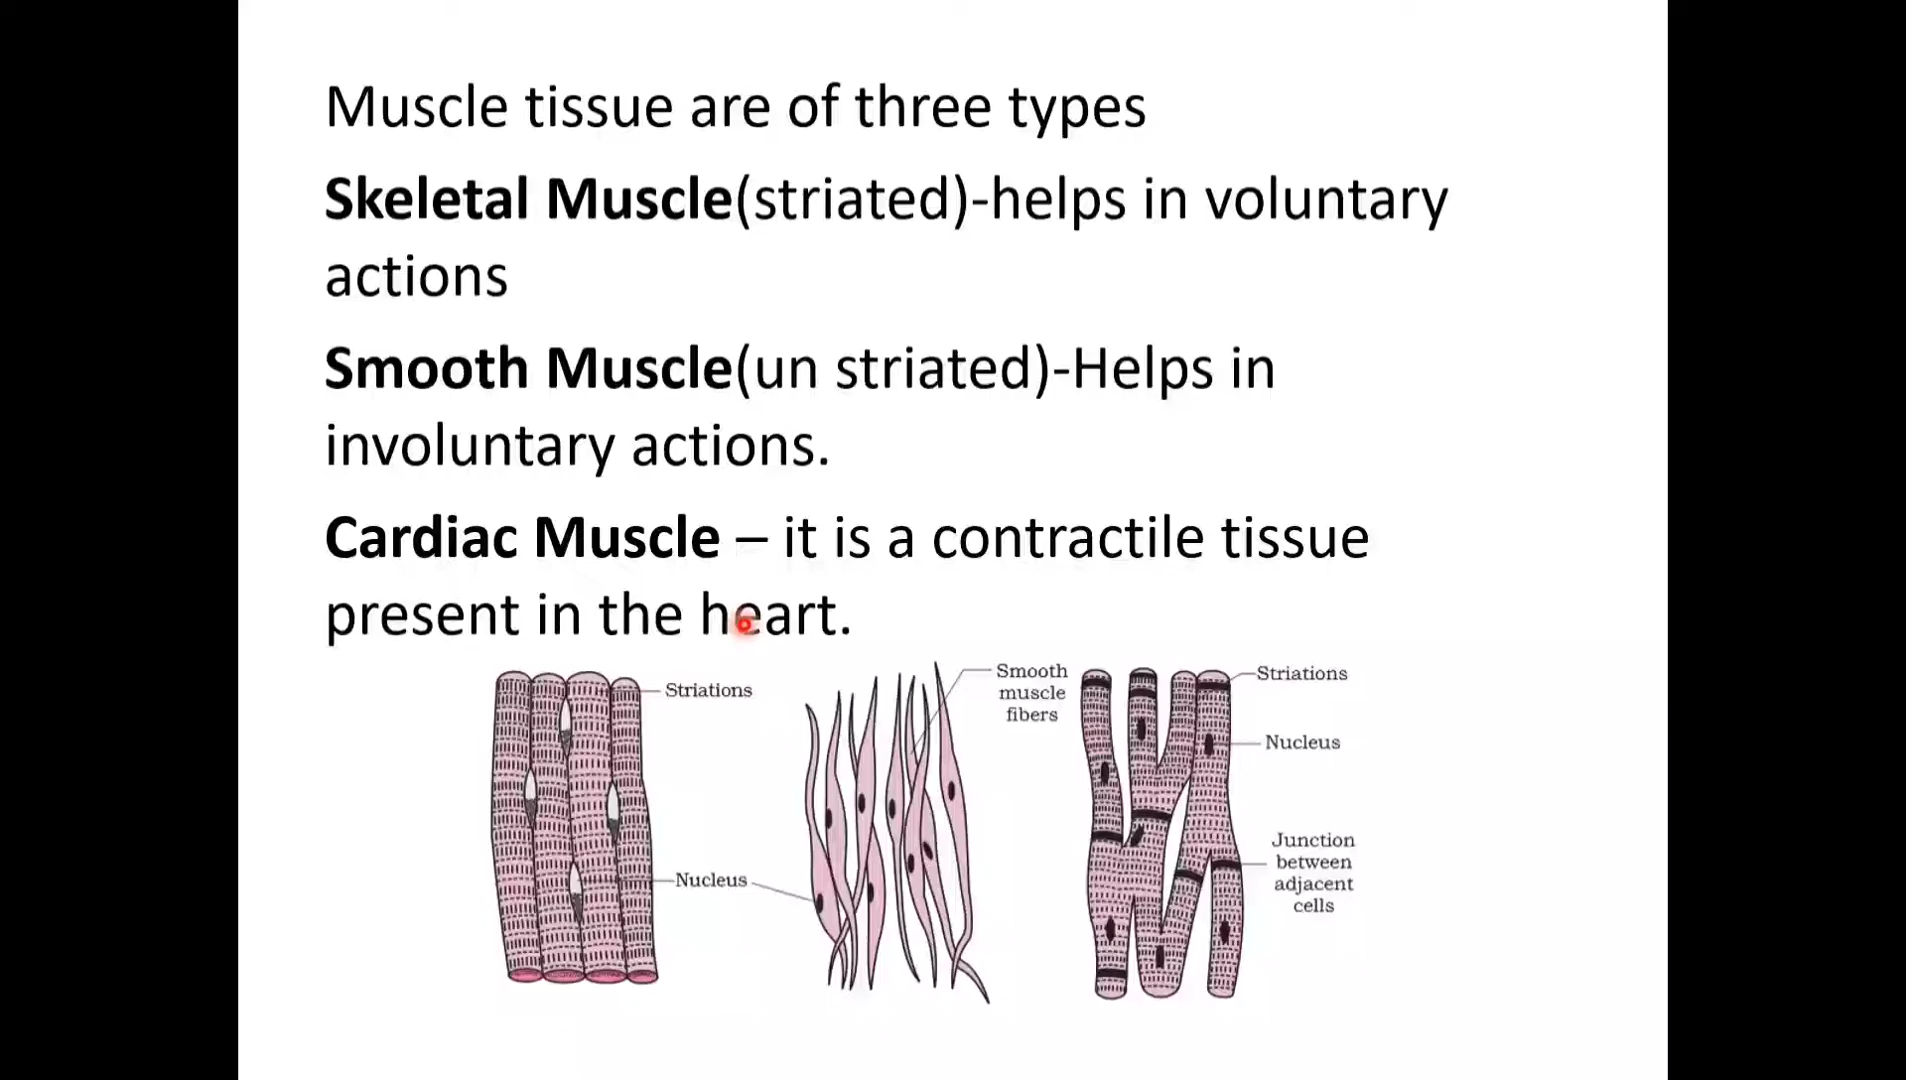 Muscle tissue are of three types
Skeletal Muscle(striated)-helps in voluntary
actions
Smooth Muscle(un striated)-Helps in
involuntary actions.
Cardiac Muscle – it is a contractile tissue
present in the heart.
Striations
Nucleus
Smooth
muscle
fibers
Striations
Nucleus
Junction
between
adjacent
cells